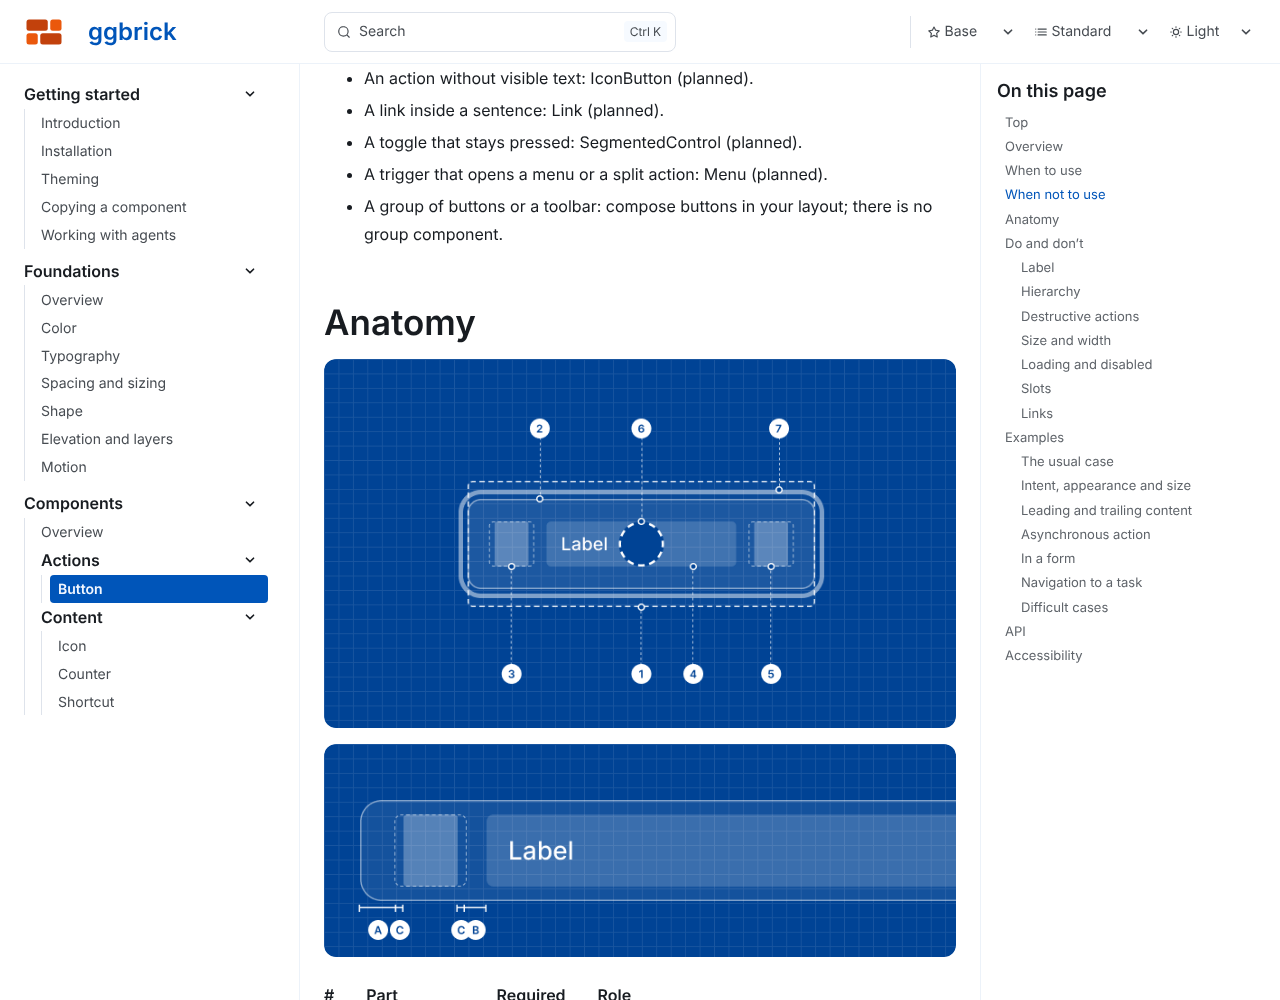 ggbrick
Search
Ctrl K
Base
Standard
Light
Getting started
Introduction
Installation
Theming
Copying a component
Working with agents
Foundations
Overview
Color
Typography
Spacing and sizing
Shape
Elevation and layers
Motion
Components
Overview
Actions
Button
Content
Icon
Counter
Shortcut
An action without visible text: IconButton (planned).
A link inside a sentence: Link (planned).
A toggle that stays pressed: SegmentedControl (planned).
A trigger that opens a menu or a split action: Menu (planned).
A group of buttons or a toolbar: compose buttons in your layout; there is no
group component.
Anatomy
2 6 7
Label
3 1 4 5
Label
A C C B
# Part Required Role
On this page
Top
Overview
When to use
When not to use
Anatomy
Do and don’t
Label
Hierarchy
Destructive actions
Size and width
Loading and disabled
Slots
Links
Examples
The usual case
Intent, appearance and size
Leading and trailing content
Asynchronous action
In a form
Navigation to a task
Difficult cases
API
Accessibility